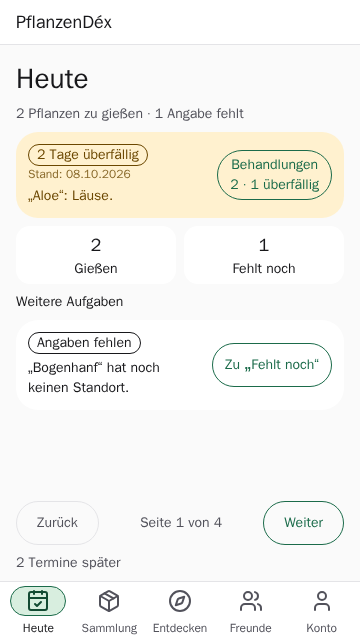 PflanzenDéx
Heute
2 Pflanzen zu gießen · 1 Angabe fehlt
2 Tage überfällig
Stand: 08.10.2026
„Aloe“: Läuse.
Behandlungen
2 · 1 überfällig
2
Gießen
1
Fehlt noch
Weitere Aufgaben
Angaben fehlen
„Bogenhanf“ hat noch
keinen Standort.
Zu „Fehlt noch“
Zurück
Seite 1 von 4
Weiter
2 Termine später
Heute
Sammlung
Entdecken
Freunde
Konto